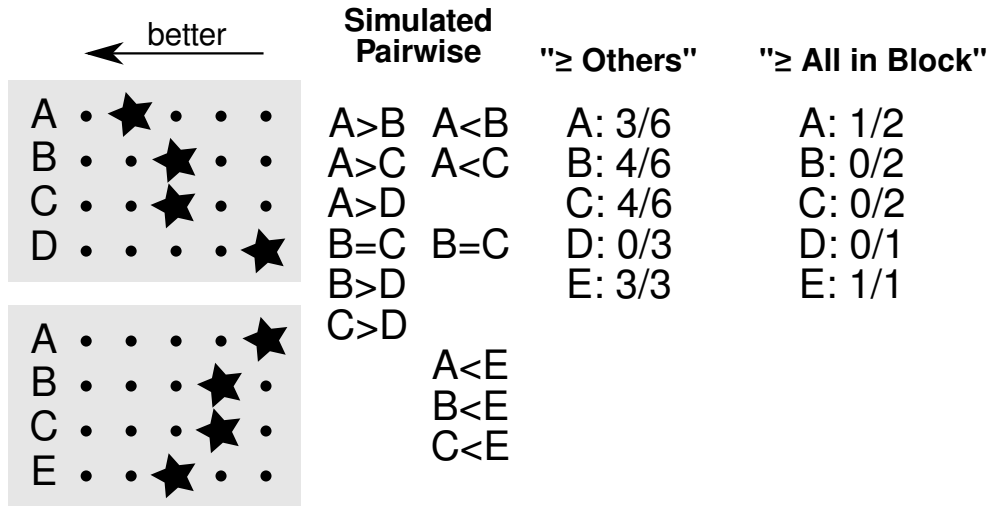 better
A
B
C
D
A
B
C
E
Simulated
Pairwise
A>B A<B
A>C A<C
A>D
B=C B=C
B>D
C>D
A<E
B<E
C<E
"≥ Others"
A: 3/6
B: 4/6
C: 4/6
D: 0/3
E: 3/3
"≥ All in Block"
A: 1/2
B: 0/2
C: 0/2
D: 0/1
E: 1/1